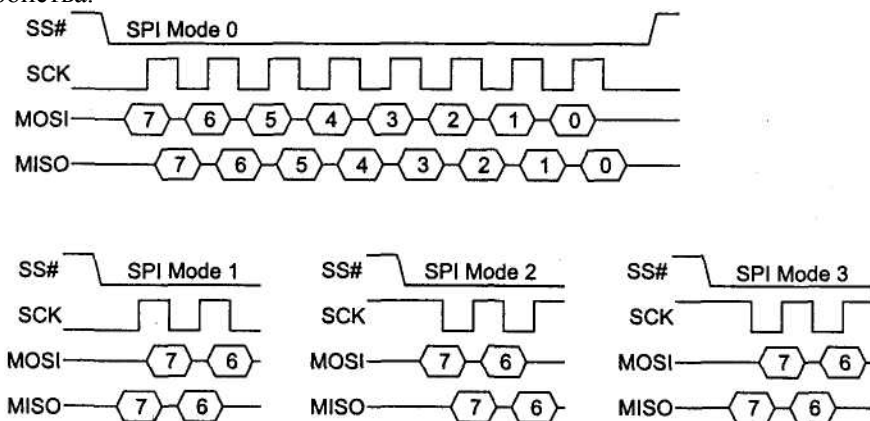 SS# SPI Mode 0
SCK
MOSI 7 6 5 4 3 2 1 0
MISO 7 6 5 4 3 2 1 0
SS# SPI Mode 1
SCK
MOSI 7 6
MISO 7 6
SS# SPI Mode 2
SCK
MOSI 7 6
MISO 7 6
SS# SPI Mode 3
SCK
MOSI 7 6
MISO 7 6